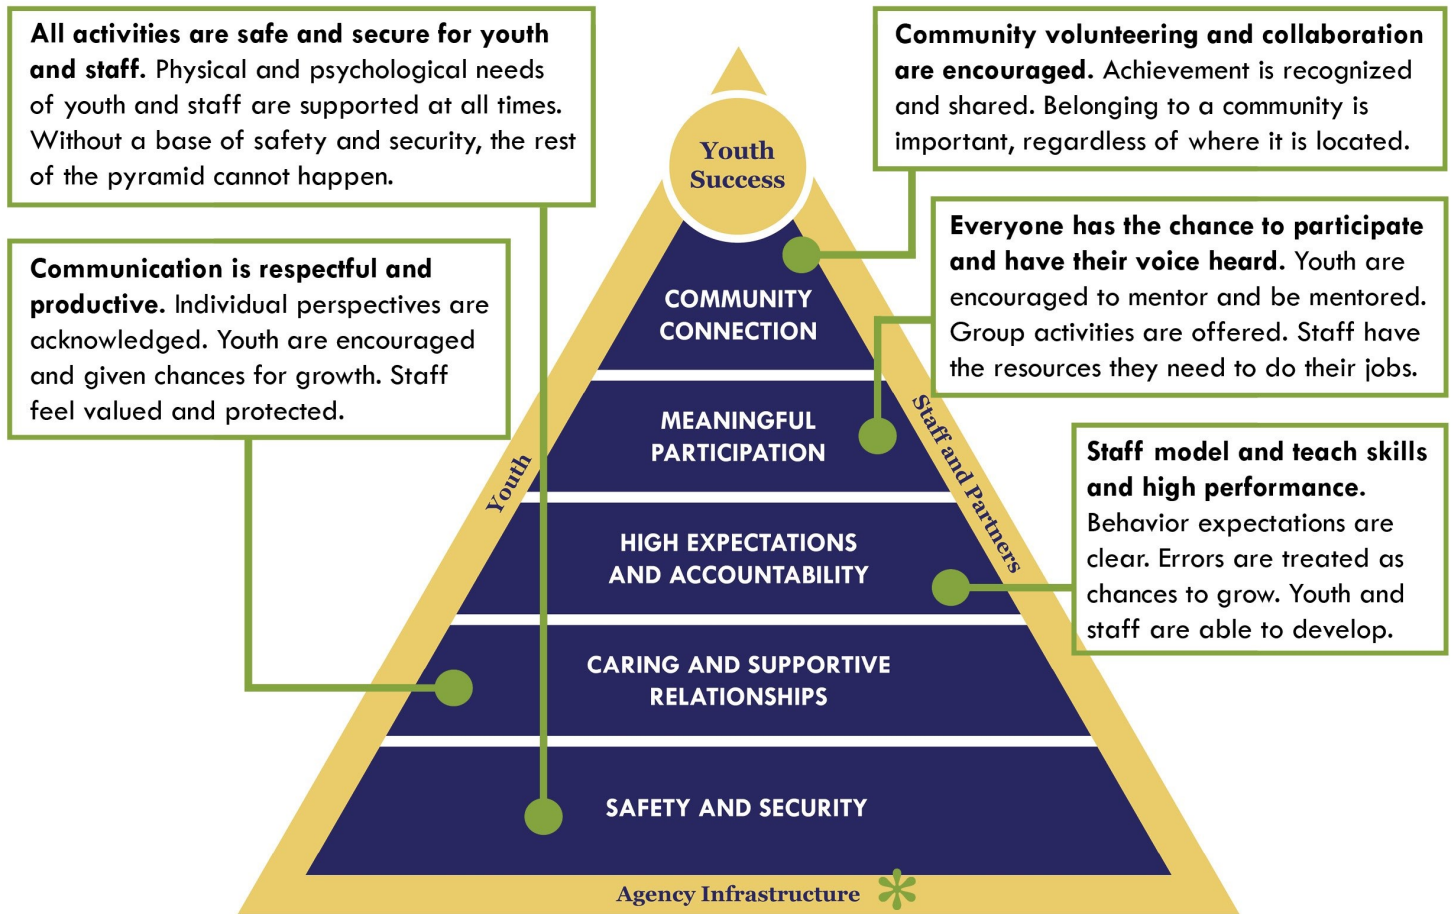 All activities are safe and secure for youth
and staff. Physical and psychological needs
of youth and staff are supported at all times.
Without a base of safety and security, the rest
of the pyramid cannot happen.
Communication is respectful and
productive. Individual perspectives are
acknowledged. Youth are encouraged
and given chances for growth. Staff
feel valued and protected.
Community volunteering and collaboration
are encouraged. Achievement is recognized
and shared. Belonging to a community is
important, regardless of where it is located.
Everyone has the chance to participate
and have their voice heard. Youth are
encouraged to mentor and be mentored.
Group activities are offered. Staff have
the resources they need to do their jobs.
Staff model and teach skills
and high performance.
Behavior expectations are
clear. Errors are treated as
chances to grow. Youth and
staff are able to develop.
Youth
Success
COMMUNITY
CONNECTION
MEANINGFUL
PARTICIPATION
HIGH EXPECTATIONS
AND ACCOUNTABILITY
CARING AND SUPPORTIVE
RELATIONSHIPS
SAFETY AND SECURITY
Youth
Staff and Partners
Agency Infrastructure *